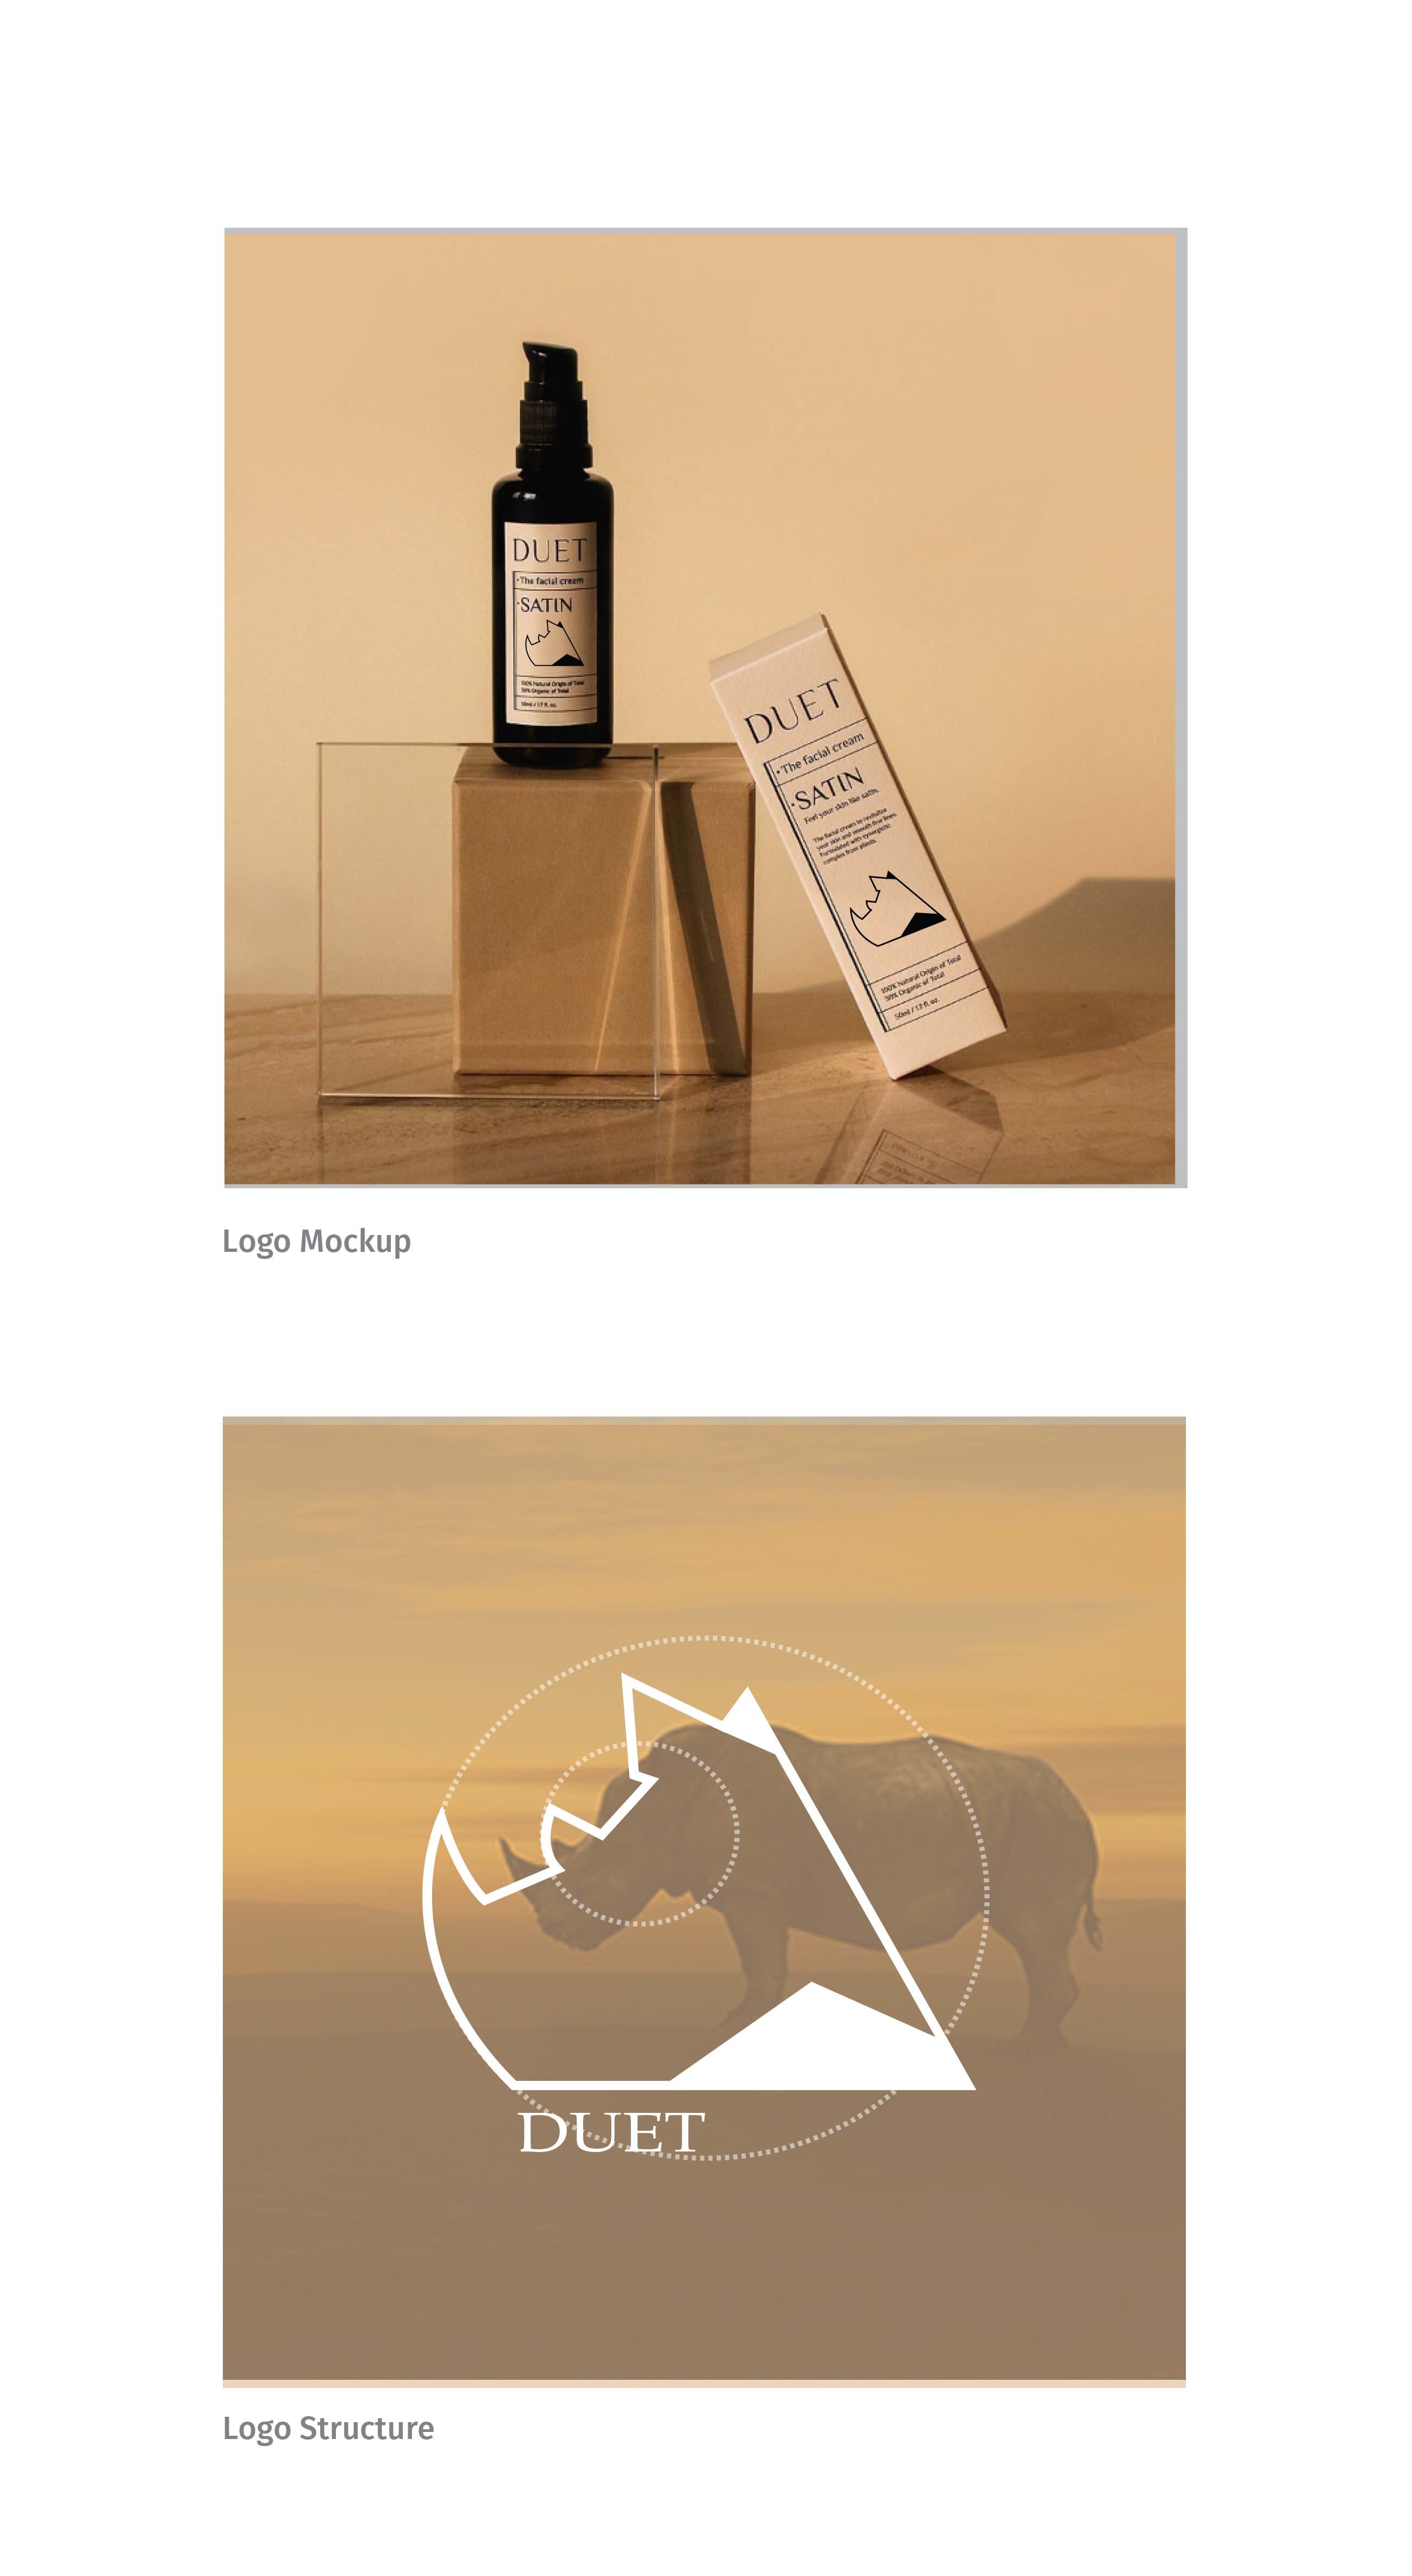 DUET
·The facial cream
·SATIN
100% Natural Origin of Total
50% Organic of Total
50ml / 1.7 fl. oz.
DUET
·The facial cream
·SATIN
Feel your skin like satin.
The facial cream to revitalize
your skin and smooth fine lines.
Formulated with synergistic
complex from plants.
100% Natural Origin of Total
50% Organic of Total
50ml / 1.7 fl. oz.
Logo Mockup
DUET
Logo Structure